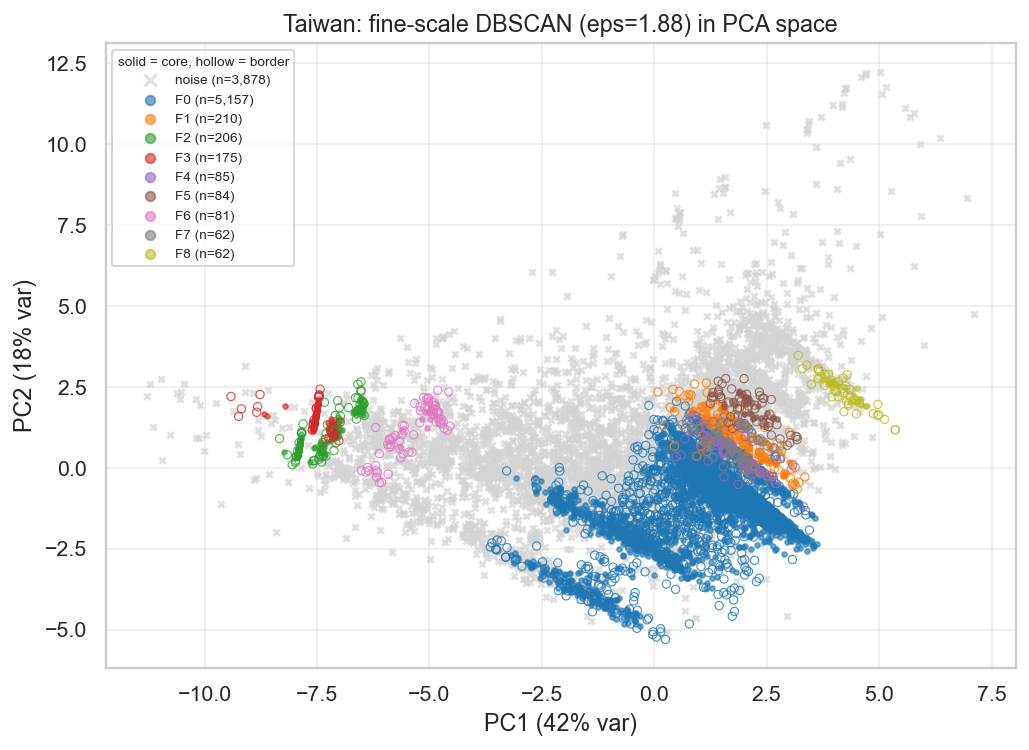 Taiwan: fine-scale DBSCAN (eps=1.88) in PCA space
solid = core, hollow = border
noise (n=3,878)
F0 (n=5,157)
F1 (n=210)
F2 (n=206)
F3 (n=175)
F4 (n=85)
F5 (n=84)
F6 (n=81)
F7 (n=62)
F8 (n=62)
12.5
10.0
7.5
5.0
2.5
0.0
−2.5
−5.0
PC2 (18% var)
−10.0 −7.5 −5.0 −2.5 0.0 2.5 5.0 7.5
PC1 (42% var)